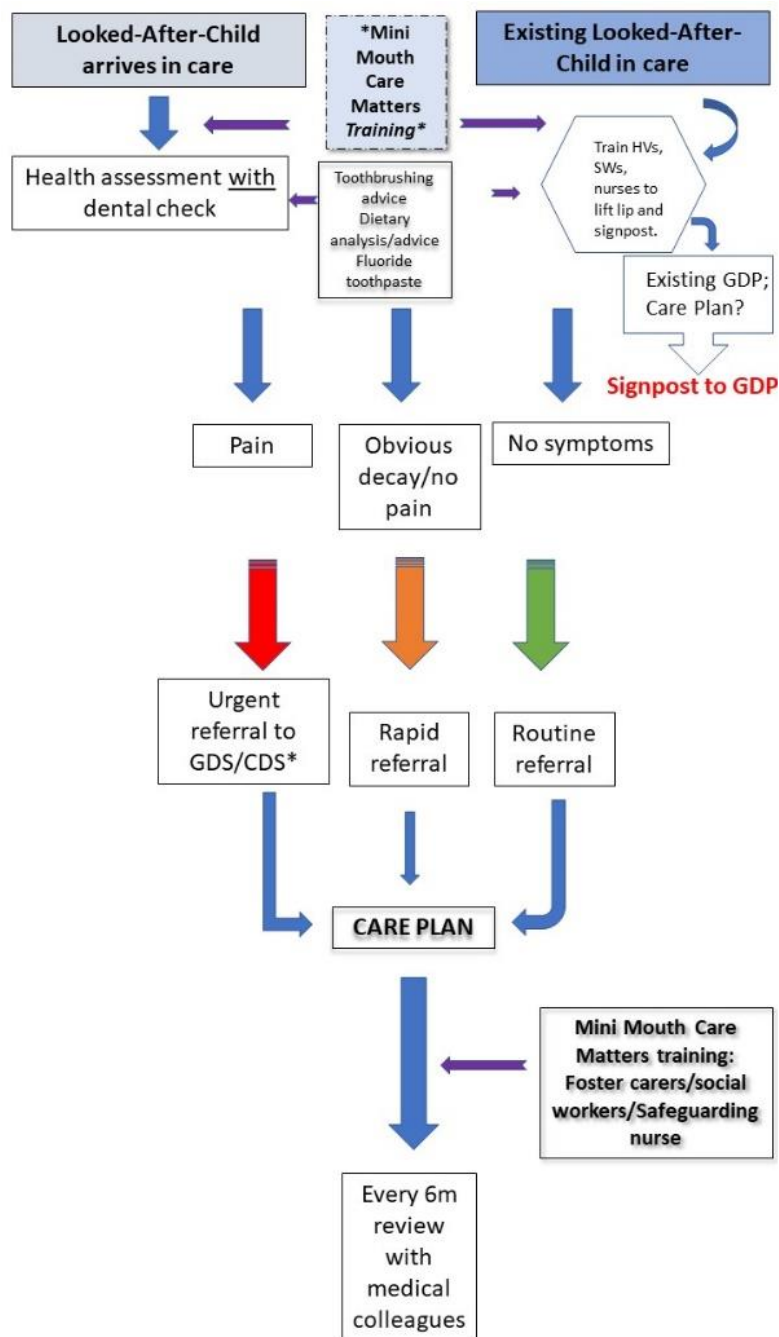 Looked-After-Child
arrives in care
*Mini
Mouth
Care
Matters
Training*
Existing Looked-After-
Child in care
Health assessment with
dental check
Toothbrushing
advice
Dietary
analysis/advice
Fluoride
toothpaste
Train HVs,
SWs,
nurses to
lift lip and
signpost.
Existing GDP;
Care Plan?
Signpost to GDP
Pain
Obvious
decay/no
pain
No symptoms
Urgent
referral to
GDS/CDS*
Rapid
referral
Routine
referral
CARE PLAN
Mini Mouth Care
Matters training:
Foster carers/social
workers/Safeguarding
nurse
Every 6m
review
with
medical
colleagues